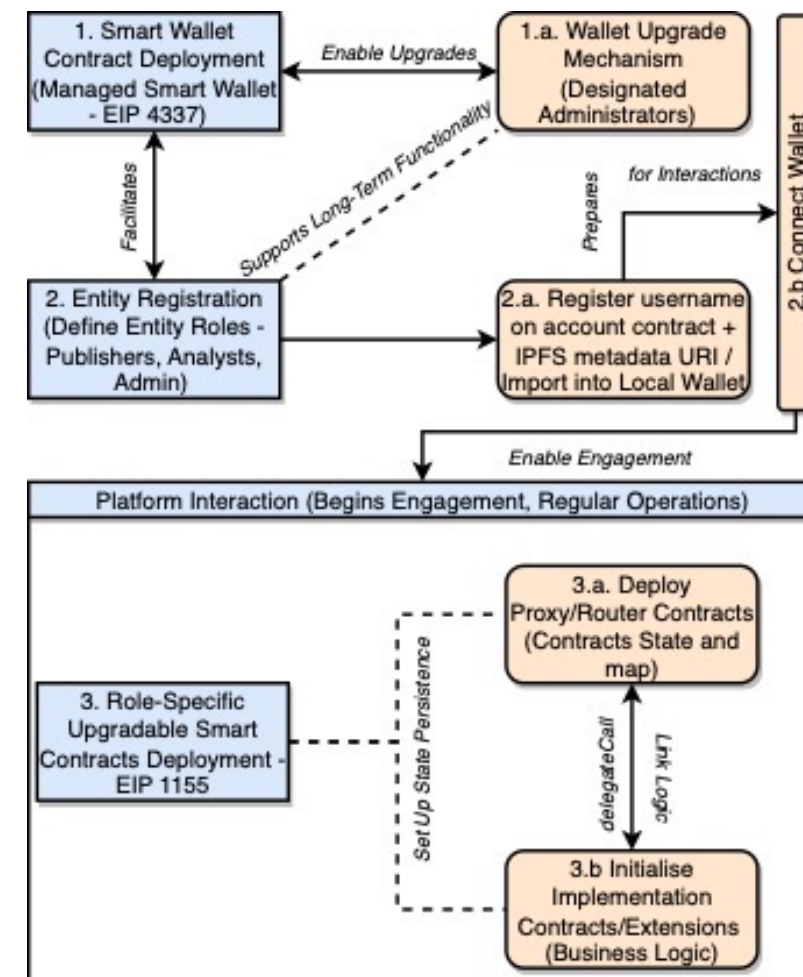 1. Smart Wallet
Contract Deployment
(Managed Smart Wallet
- EIP 4337)
Enable Upgrades
1.a. Wallet Upgrade
Mechanism
(Designated
Administrators)
Facilitates
Supports Long-Term Functionality
Prepares
for Interactions
2.b Connect Wallet
2. Entity Registration
(Define Entity Roles -
Publishers, Analysts,
Admin)
2.a. Register username
on account contract +
IPFS metadata URI /
Import into Local Wallet
Enable Engagement
Platform Interaction (Begins Engagement, Regular Operations)
3. Role-Specific
Upgradable Smart
Contracts Deployment -
EIP 1155
Set Up State Persistence
3.a. Deploy
Proxy/Router Contracts
(Contracts State and
map)
delegateCall
Link Logic
3.b Initialise
Implementation
Contracts/Extensions
(Business Logic)